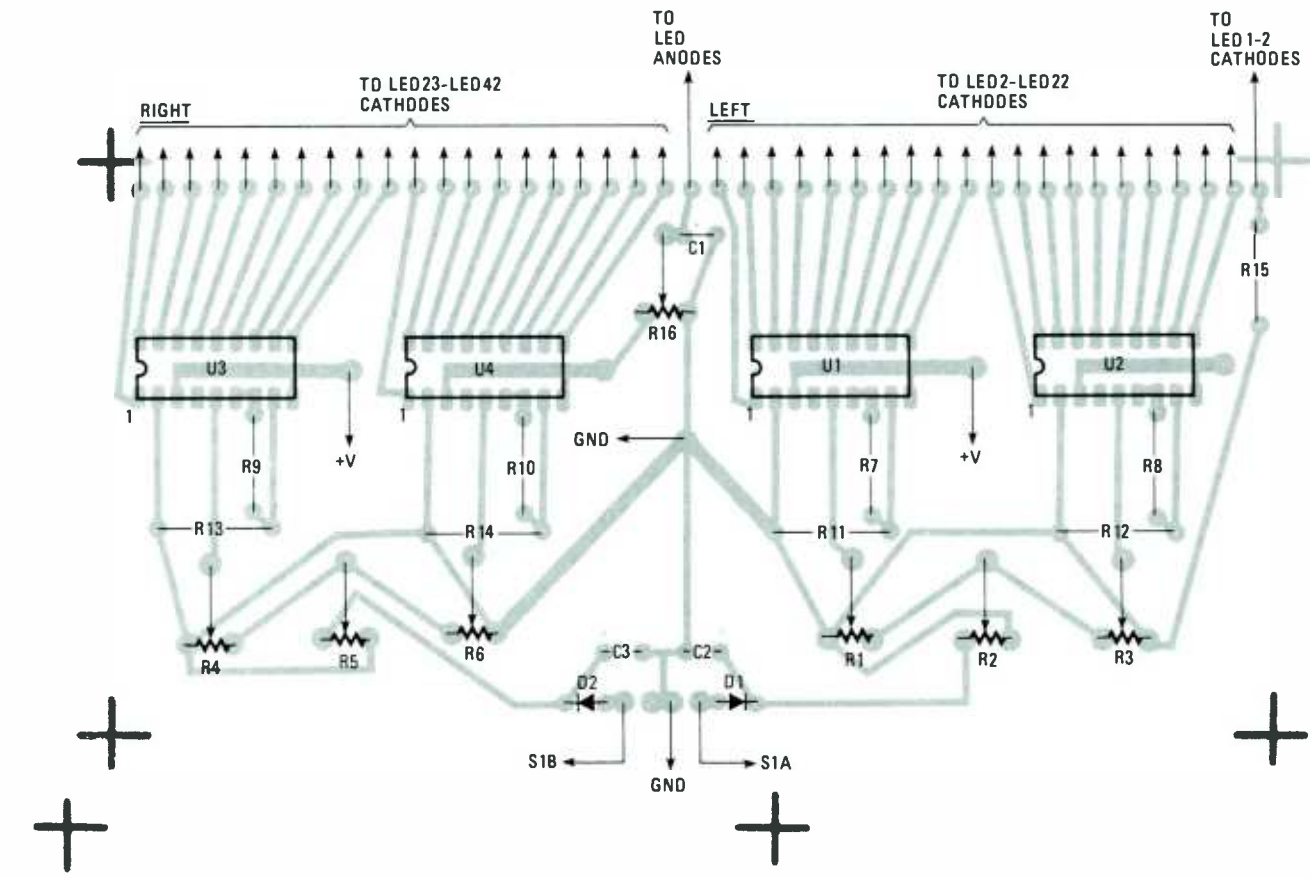 TO
LED
ANODES
TO
LED 1-2
CATHODES
TO LED23-LED42
CATHODES
TO LED2-LED22
CATHODES
RIGHT
LEFT
C1
R15
R16
U3
U4
U1
U2
1
1
1
1
GND
+V
+V
R9
R10
R7
R8
R13
R14
R11
R12
R4
R5
R6
R1
R2
R3
C3
C2
D2
D1
S1B
S1A
GND